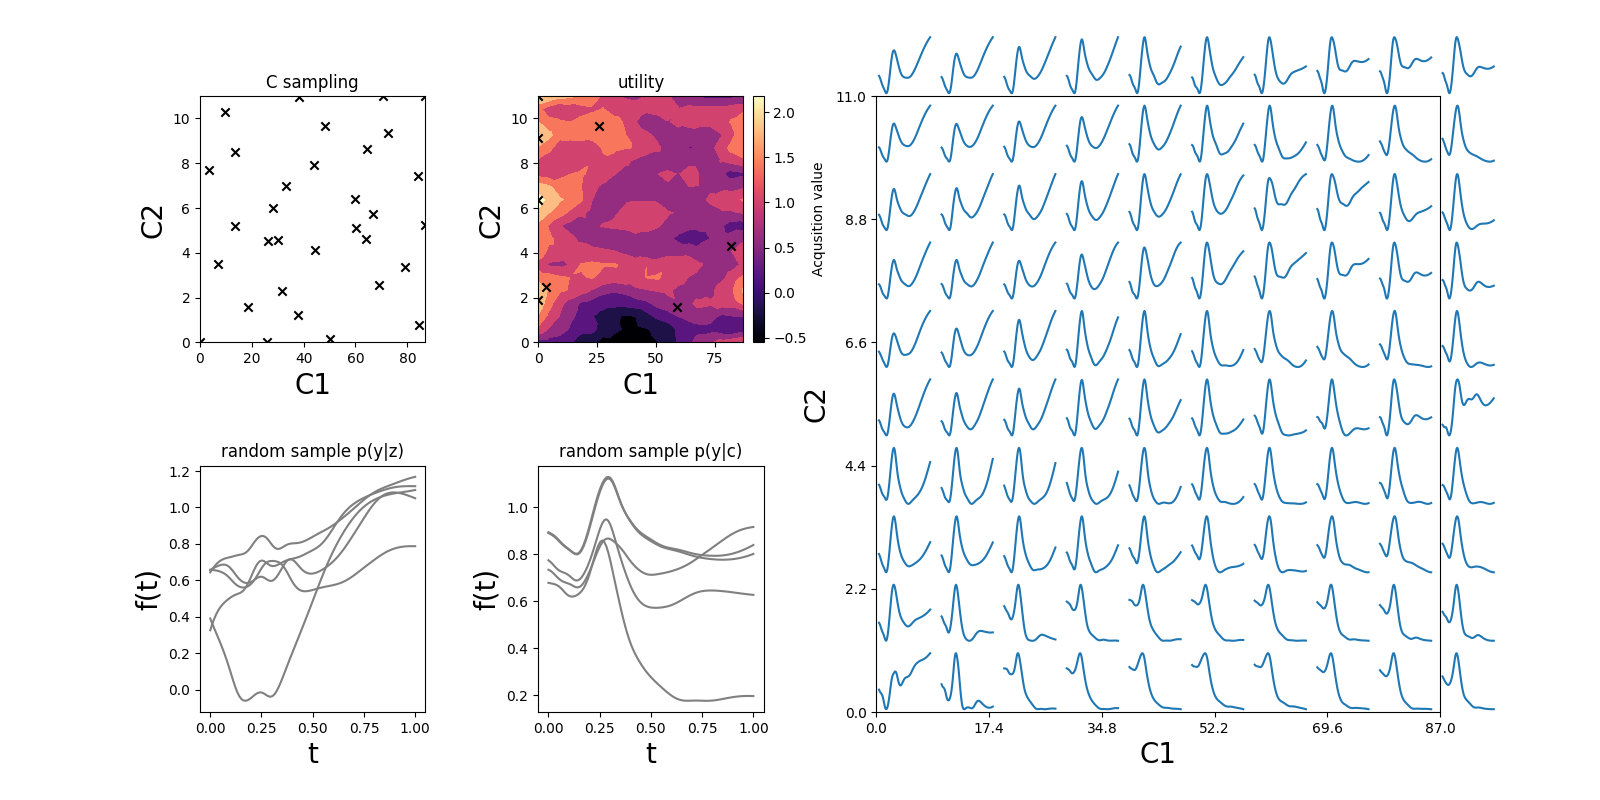 C sampling
10
8
6
4
2
0
0 20 40 60 80
C2
C1
utility
10
8
6
4
2
0
0 25 50 75
C2
C1
2.0
1.5
1.0
0.5
0.0
−0.5
Acqusition value
random sample p(y|z)
1.2
1.0
0.8
0.6
0.4
0.2
0.0
0.00 0.25 0.50 0.75 1.00
f(t)
t
random sample p(y|c)
1.0
0.8
0.6
0.4
0.2
0.00 0.25 0.50 0.75 1.00
f(t)
t
11.0
8.8
6.6
4.4
2.2
0.0
0.0 17.4 34.8 52.2 69.6 87.0
C2
C1